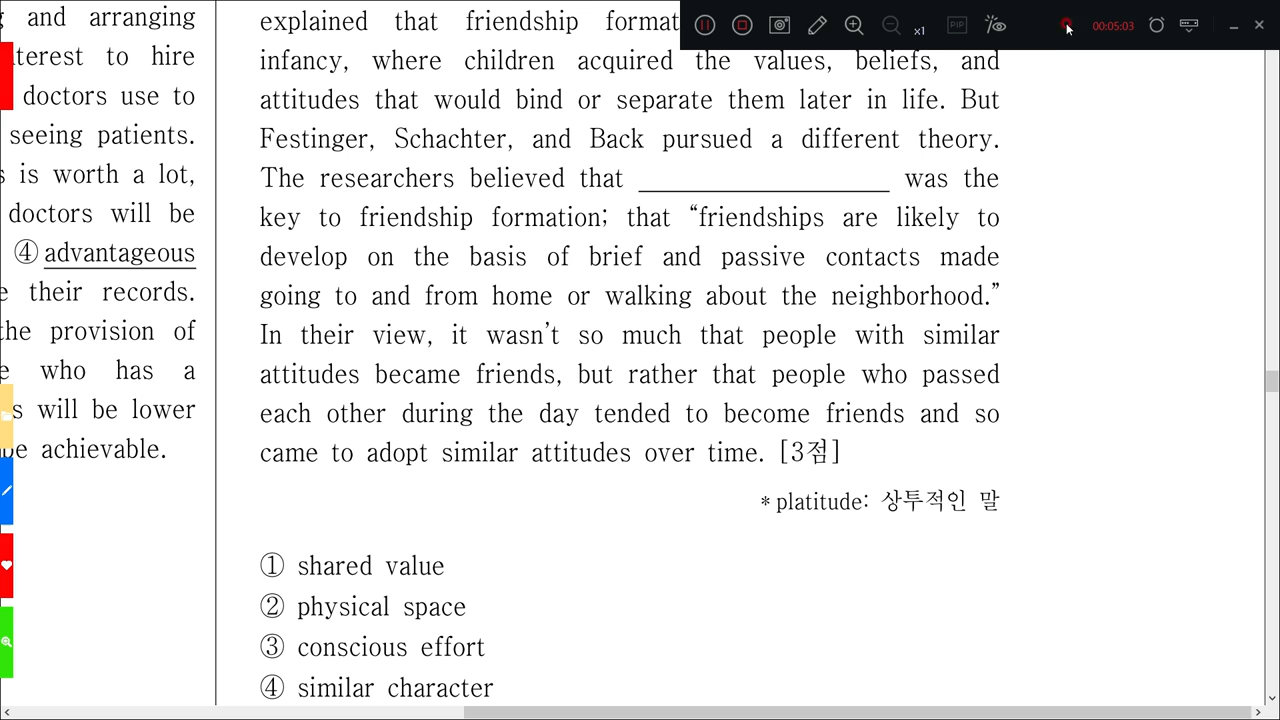 and arranging
to hire
doctors use to
seeing patients.
is worth a lot,
doctors will be
④ advantageous
their records.
the provision of
who has a
will be lower
be achievable.
explained that friendship
infancy, where children acquired the values, beliefs, and
attitudes that would bind or separate them later in life. But
Festinger, Schachter, and Back pursued a different theory.
The researchers believed that ____________ was the
key to friendship formation; that “friendships are likely to
develop on the basis of brief and passive contacts made
going to and from home or walking about the neighborhood.”
In their view, it wasn’t so much that people with similar
attitudes became friends, but rather that people who passed
each other during the day tended to become friends and so
came to adopt similar attitudes over time. [3점]
* platitude: 상투적인 말
① shared value
② physical space
③ conscious effort
④ similar character
x1
PIP
00:05:03